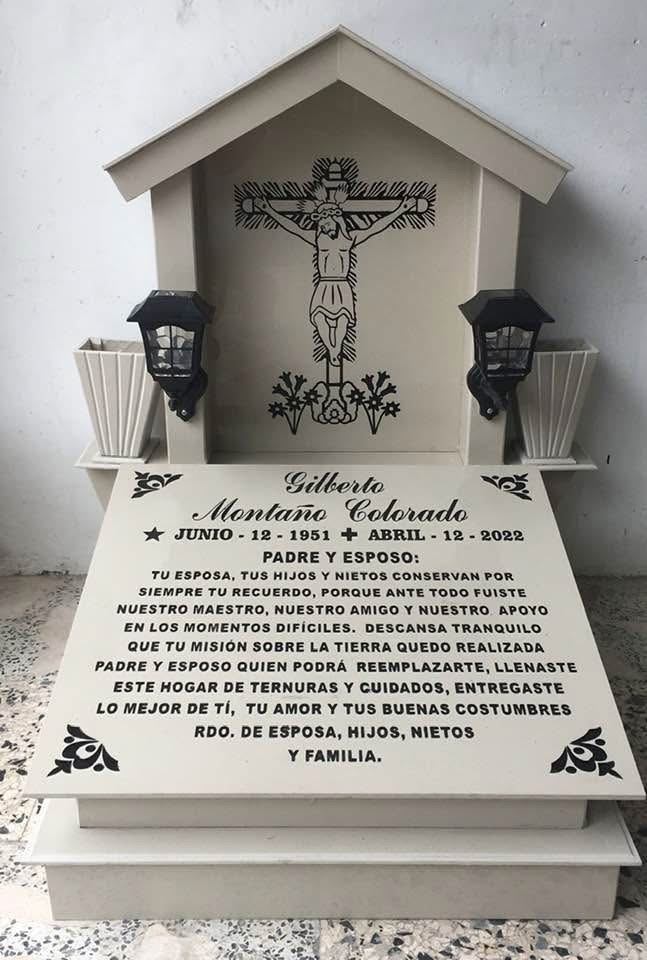 Gilberto
Montaño Colorado
★ JUNIO - 12 - 1951 ✚ ABRIL - 12 - 2022
PADRE Y ESPOSO:
TU ESPOSA, TUS HIJOS Y NIETOS CONSERVAN POR
SIEMPRE TU RECUERDO, PORQUE ANTE TODO FUISTE
NUESTRO MAESTRO, NUESTRO AMIGO Y NUESTRO APOYO
EN LOS MOMENTOS DIFÍCILES. DESCANSA TRANQUILO
QUE TU MISIÓN SOBRE LA TIERRA QUEDO REALIZADA
PADRE Y ESPOSO QUIEN PODRÁ REEMPLAZARTE, LLENASTE
ESTE HOGAR DE TERNURAS Y CUIDADOS, ENTREGASTE
LO MEJOR DE TÍ, TU AMOR Y TUS BUENAS COSTUMBRES
RDO. DE ESPOSA, HIJOS, NIETOS
Y FAMILIA.